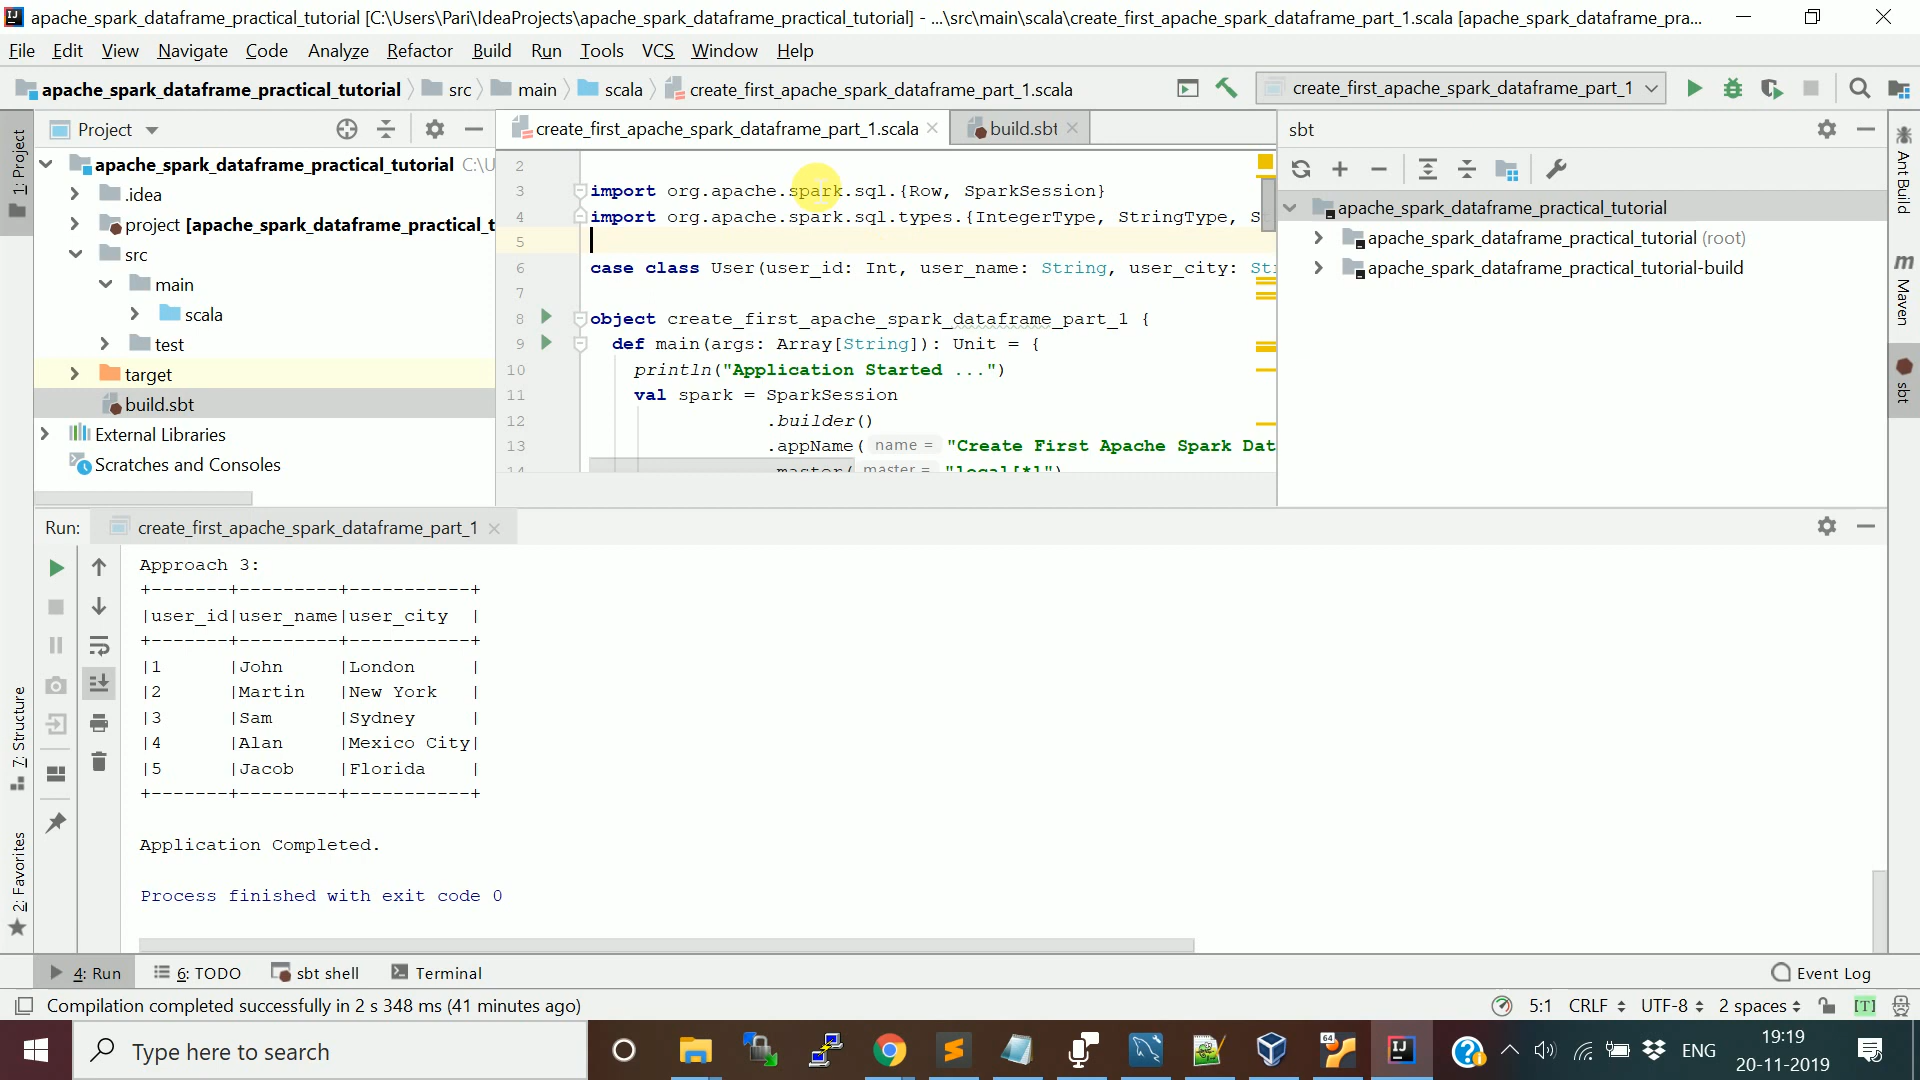 apache_spark_dataframe_practical_tutorial [C:\Users\Pari\IdeaProjects\apache_spark_dataframe_practical_tutorial] - ...\src\main\scala\create_first_apache_spark_dataframe_part_1.scala [apache_spark_dataframe_pra...
File Edit View Navigate Code Analyze Refactor Build Run Tools VCS Window Help
apache_spark_dataframe_practical_tutorial src main scala create_first_apache_spark_dataframe_part_1.scala create_first_apache_spark_dataframe_part_1
1: Project
Project
create_first_apache_spark_dataframe_part_1.scala build.sbt
sbt
apache_spark_dataframe_practical_tutorial C:\U
.idea
project [apache_spark_dataframe_practical_t
src
main
scala
test
target
build.sbt
External Libraries
Scratches and Consoles
2
3 import org.apache.spark.sql.{Row, SparkSession}
4 import org.apache.spark.sql.types.{IntegerType, StringType, S
5
6 case class User(user_id: Int, user_name: String, user_city: St
7
8 object create_first_apache_spark_dataframe_part_1 {
9 def main(args: Array[String]): Unit = {
10 println("Application Started ...")
11 val spark = SparkSession
12 .builder()
13 .appName( name = "Create First Apache Spark Dat
14 .master( master = "local[*]")
apache_spark_dataframe_practical_tutorial
apache_spark_dataframe_practical_tutorial (root)
apache_spark_dataframe_practical_tutorial-build
Ant Build
m Maven
sbt
Run: create_first_apache_spark_dataframe_part_1
Approach 3:
+-------+---------+-----------+
|user_id|user_name|user_city |
+-------+---------+-----------+
|1 |John |London |
|2 |Martin |New York |
|3 |Sam |Sydney |
|4 |Alan |Mexico City|
|5 |Jacob |Florida |
+-------+---------+-----------+
Application Completed.
Process finished with exit code 0
7: Structure
2: Favorites
4: Run 6: TODO sbt shell Terminal Event Log
Compilation completed successfully in 2 s 348 ms (41 minutes ago) 5:1 CRLF UTF-8 2 spaces [T]
Type here to search
64
IJ
ENG
19:19
20-11-2019